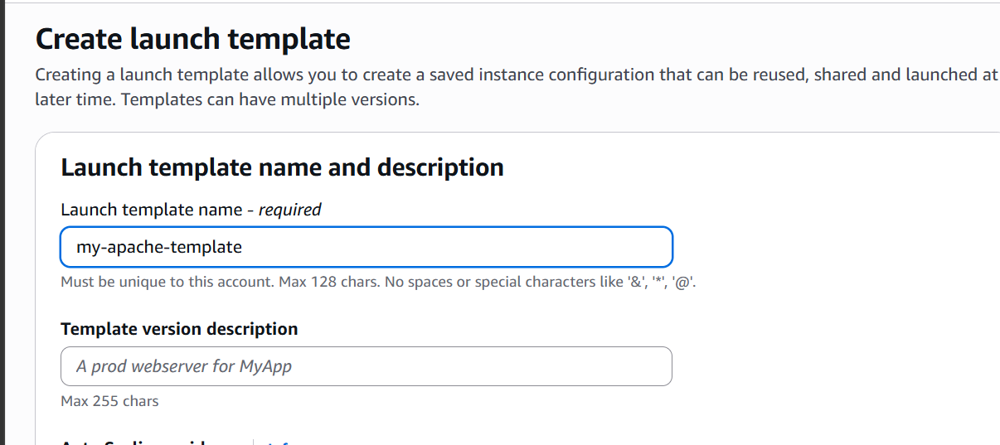 Create launch template
Creating a launch template allows you to create a saved instance configuration that can be reused, shared and launched at
later time. Templates can have multiple versions.
Launch template name and description
Launch template name - required
my-apache-template
Must be unique to this account. Max 128 chars. No spaces or special characters like '&', '*', '@'.
Template version description
A prod webserver for MyApp
Max 255 chars